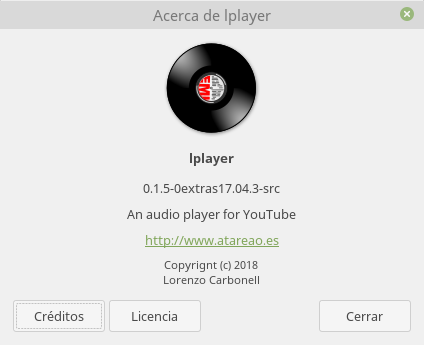 Acerca de lplayer
EMI
lplayer
0.1.5-0extras17.04.3-src
An audio player for YouTube
http://www.atareao.es
Copyrignt (c) 2018
Lorenzo Carbonell
Créditos
Licencia
Cerrar